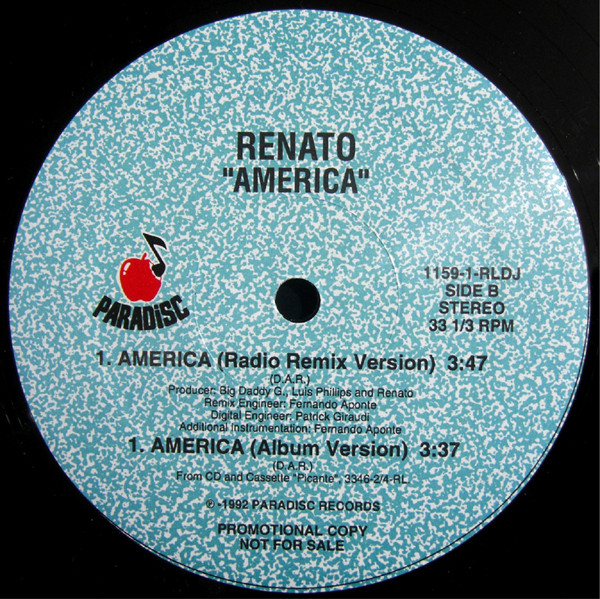 RENATO
"AMERICA"
PARADISC
1159-1-RLDJ
SIDE B
STEREO
33 1/3 RPM
1. AMERICA (Radio Remix Version) 3:47
(D.A.R.)
Producer: Big Daddy G., Luis Phillips and Renato
Remix Engineer: Fernando Aponte
Digital Engineer: Patrick Giraudi
Additional Instrumentation: Fernando Aponte
1. AMERICA (Album Version) 3:37
(D.A.R.)
From CD and Cassette "Picante", 3346-2/4-RL
℗-1992 PARADISC RECORDS
PROMOTIONAL COPY
NOT FOR SALE